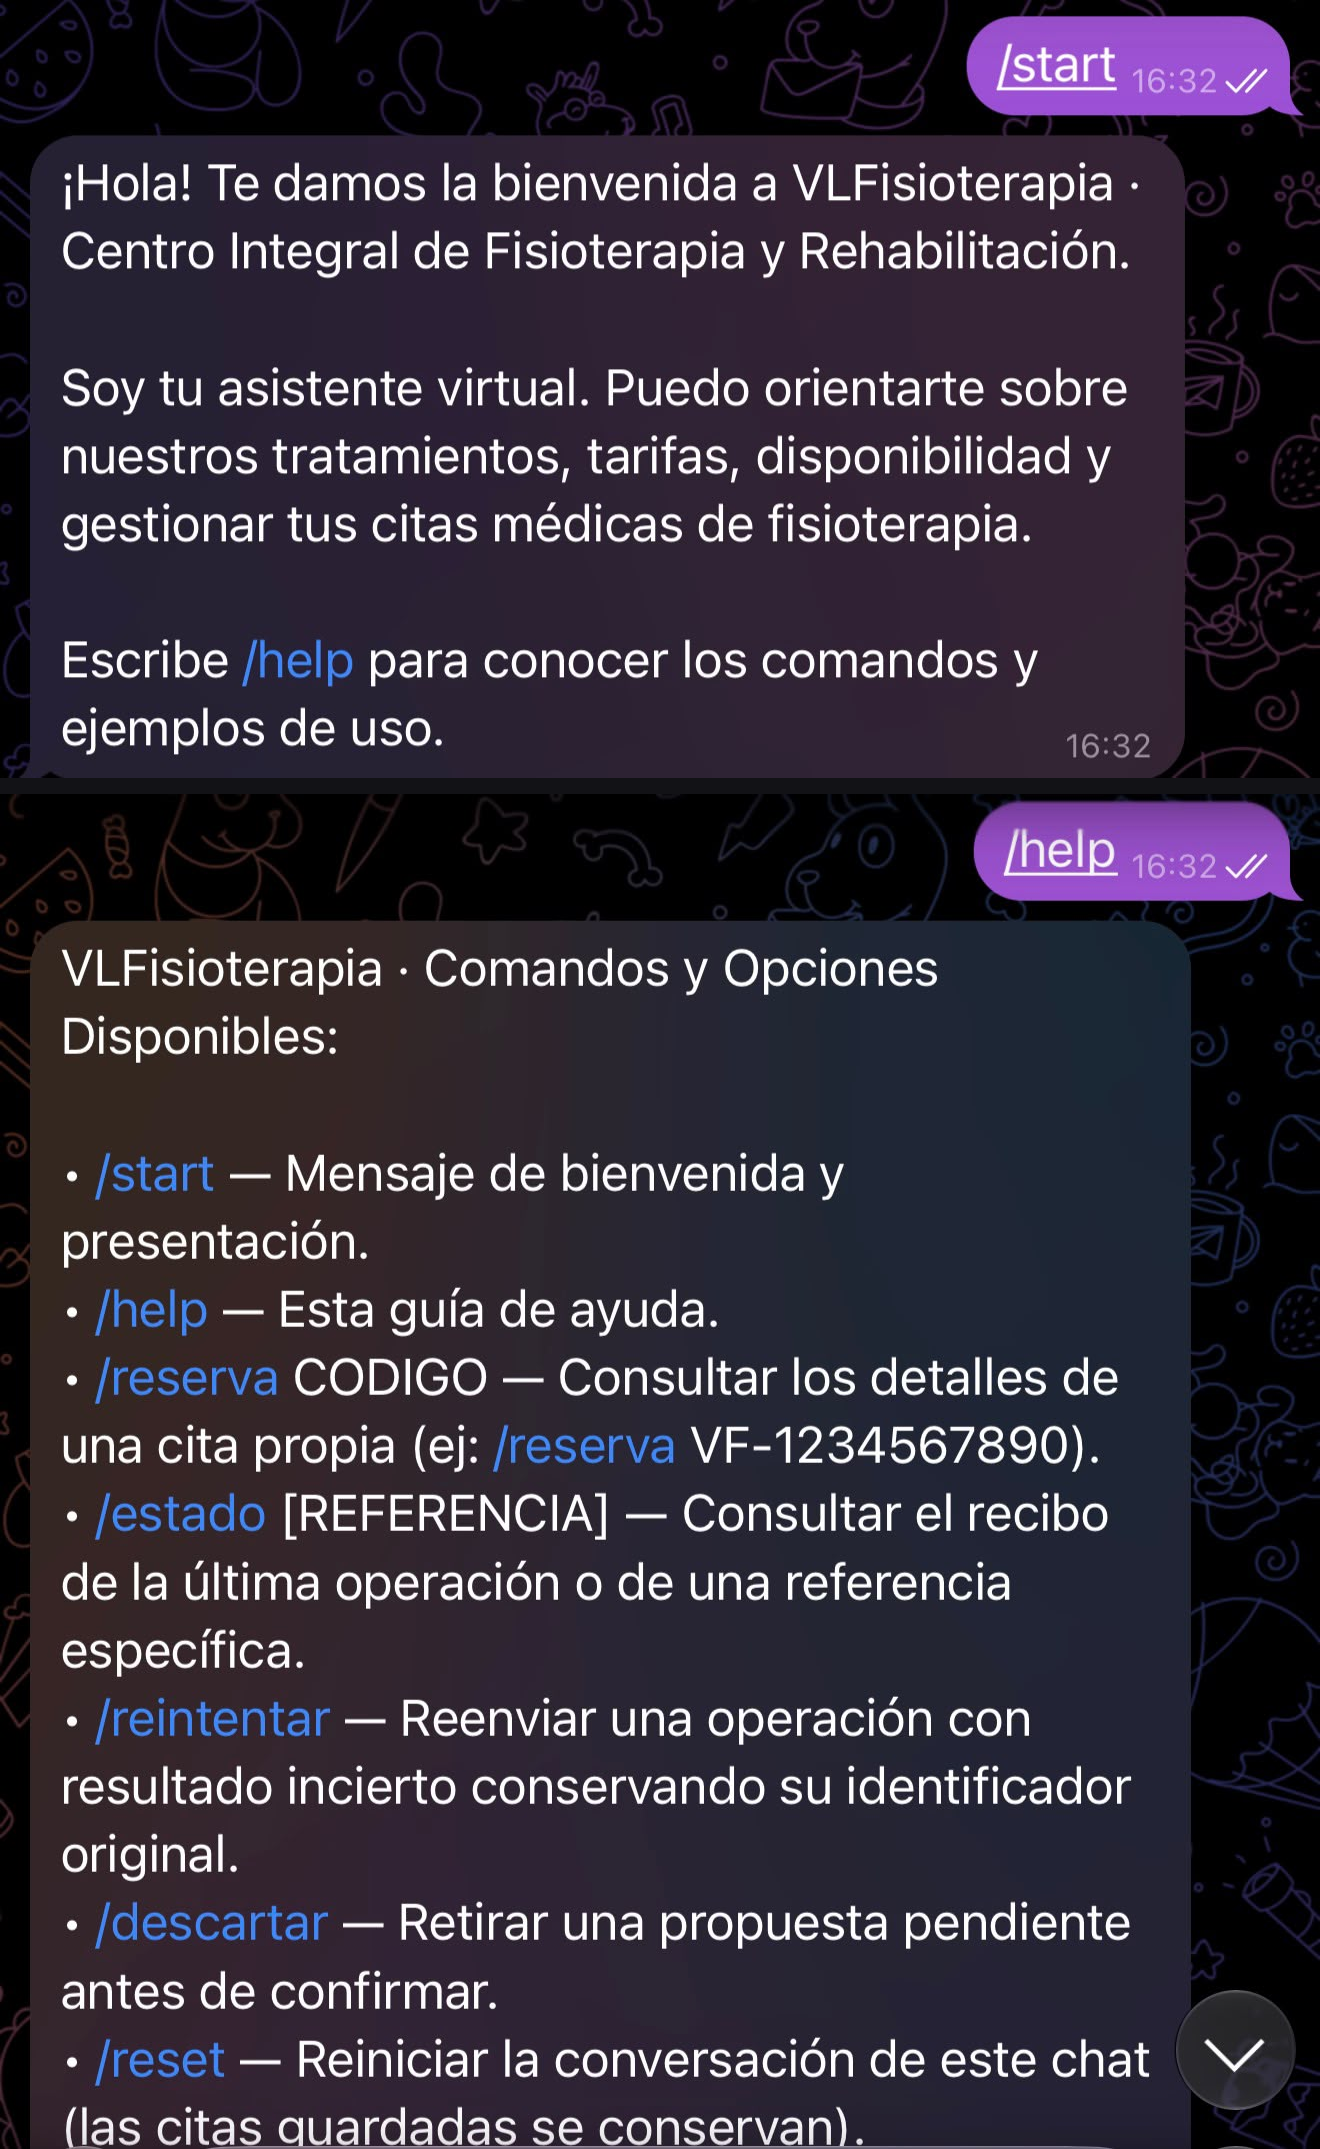 /start 16:32
¡Hola! Te damos la bienvenida a VLFisioterapia ·
Centro Integral de Fisioterapia y Rehabilitación.
Soy tu asistente virtual. Puedo orientarte sobre
nuestros tratamientos, tarifas, disponibilidad y
gestionar tus citas médicas de fisioterapia.
Escribe /help para conocer los comandos y
ejemplos de uso.
16:32
/help 16:32
VLFisioterapia · Comandos y Opciones
Disponibles:
• /start — Mensaje de bienvenida y
presentación.
• /help — Esta guía de ayuda.
• /reserva CODIGO — Consultar los detalles de
una cita propia (ej: /reserva VF-1234567890).
• /estado [REFERENCIA] — Consultar el recibo
de la última operación o de una referencia
específica.
• /reintentar — Reenviar una operación con
resultado incierto conservando su identificador
original.
• /descartar — Retirar una propuesta pendiente
antes de confirmar.
• /reset — Reiniciar la conversación de este chat
(las citas guardadas se conservan).